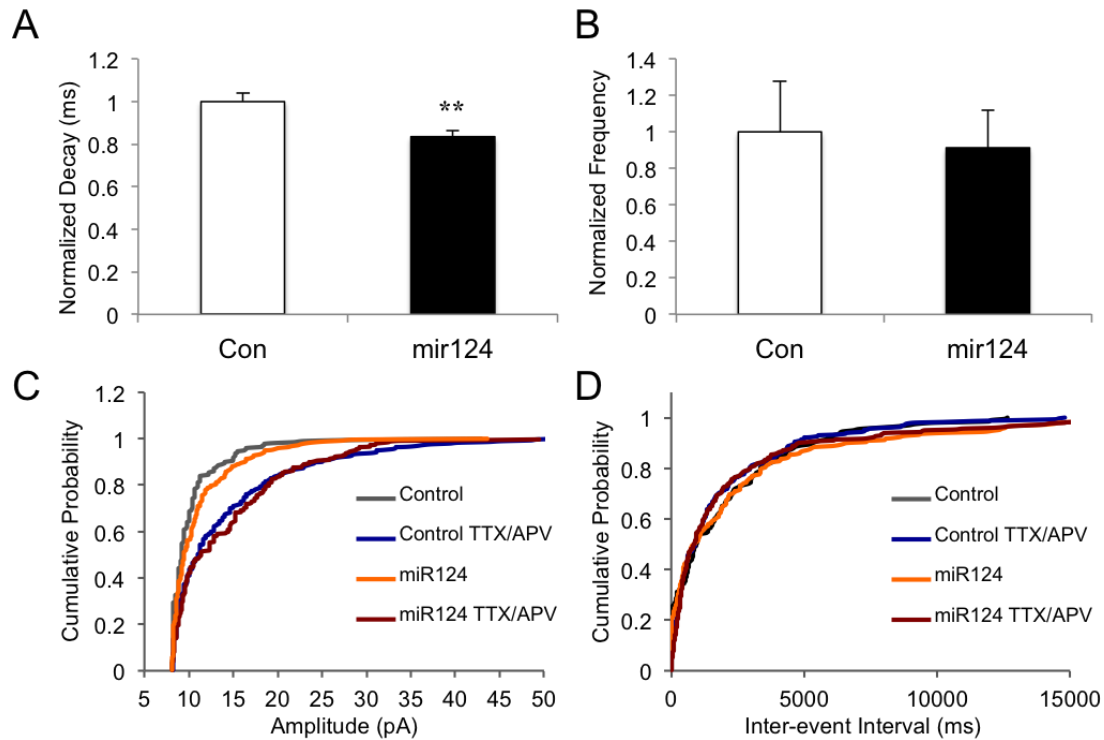 A
Normalized Decay (ms)
1.2
1
0.8
0.6
0.4
0.2
0
**
Con
mir124
B
Normalized Frequency
1.4
1.2
1
0.8
0.6
0.4
0.2
0
Con
mir124
C
Cumulative Probability
1.2
1
0.8
0.6
0.4
0.2
0
Control
Control TTX/APV
miR124
miR124 TTX/APV
5 10 15 20 25 30 35 40 45 50
Amplitude (pA)
D
Cumulative Probability
1
0.8
0.6
0.4
0.2
0
Control
Control TTX/APV
miR124
miR124 TTX/APV
0 5000 10000 15000
Inter-event Interval (ms)